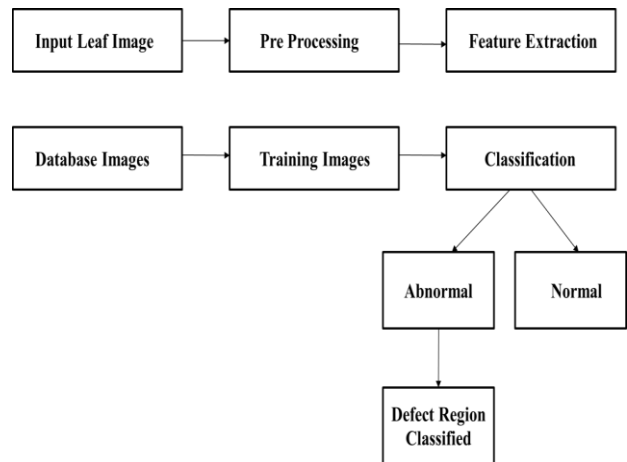 Input Leaf Image
Pre Processing
Feature Extraction
Database Images
Training Images
Classification
Abnormal
Normal
Defect Region
Classified